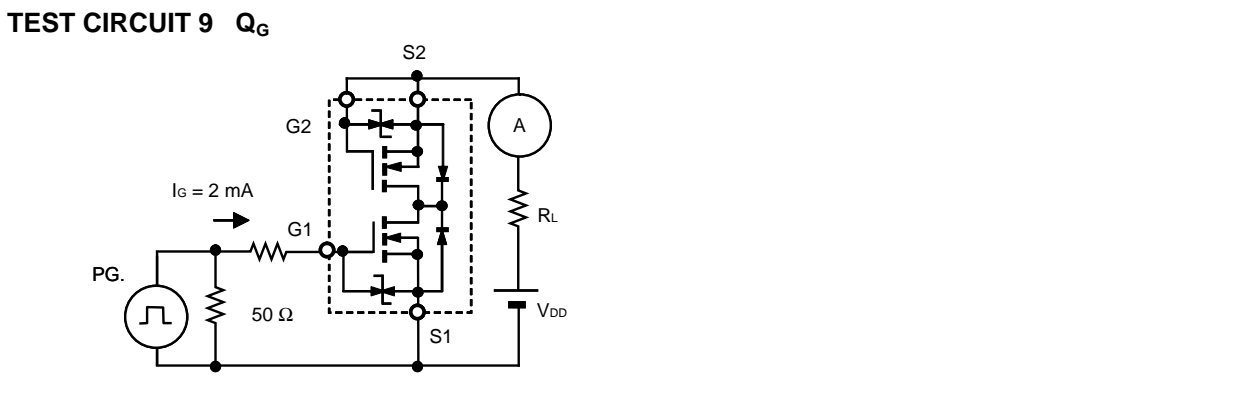 TEST CIRCUIT 9 QG
S2
G2
A
IG = 2 mA
G1
RL
PG.
50 Ω
VDD
S1